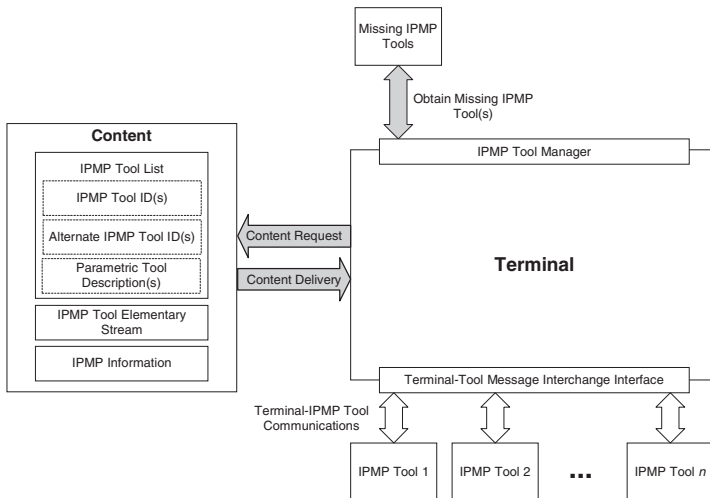 Missing IPMP
Tools
Obtain Missing IPMP
Tool(s)
Content
IPMP Tool List
IPMP Tool ID(s)
Alternate IPMP Tool ID(s)
Parametric Tool
Description(s)
IPMP Tool Elementary
Stream
IPMP Information
Content Request
Content Delivery
IPMP Tool Manager
Terminal
Terminal-Tool Message Interchange Interface
Terminal-IPMP Tool
Communications
IPMP Tool 1
IPMP Tool 2
...
IPMP Tool n